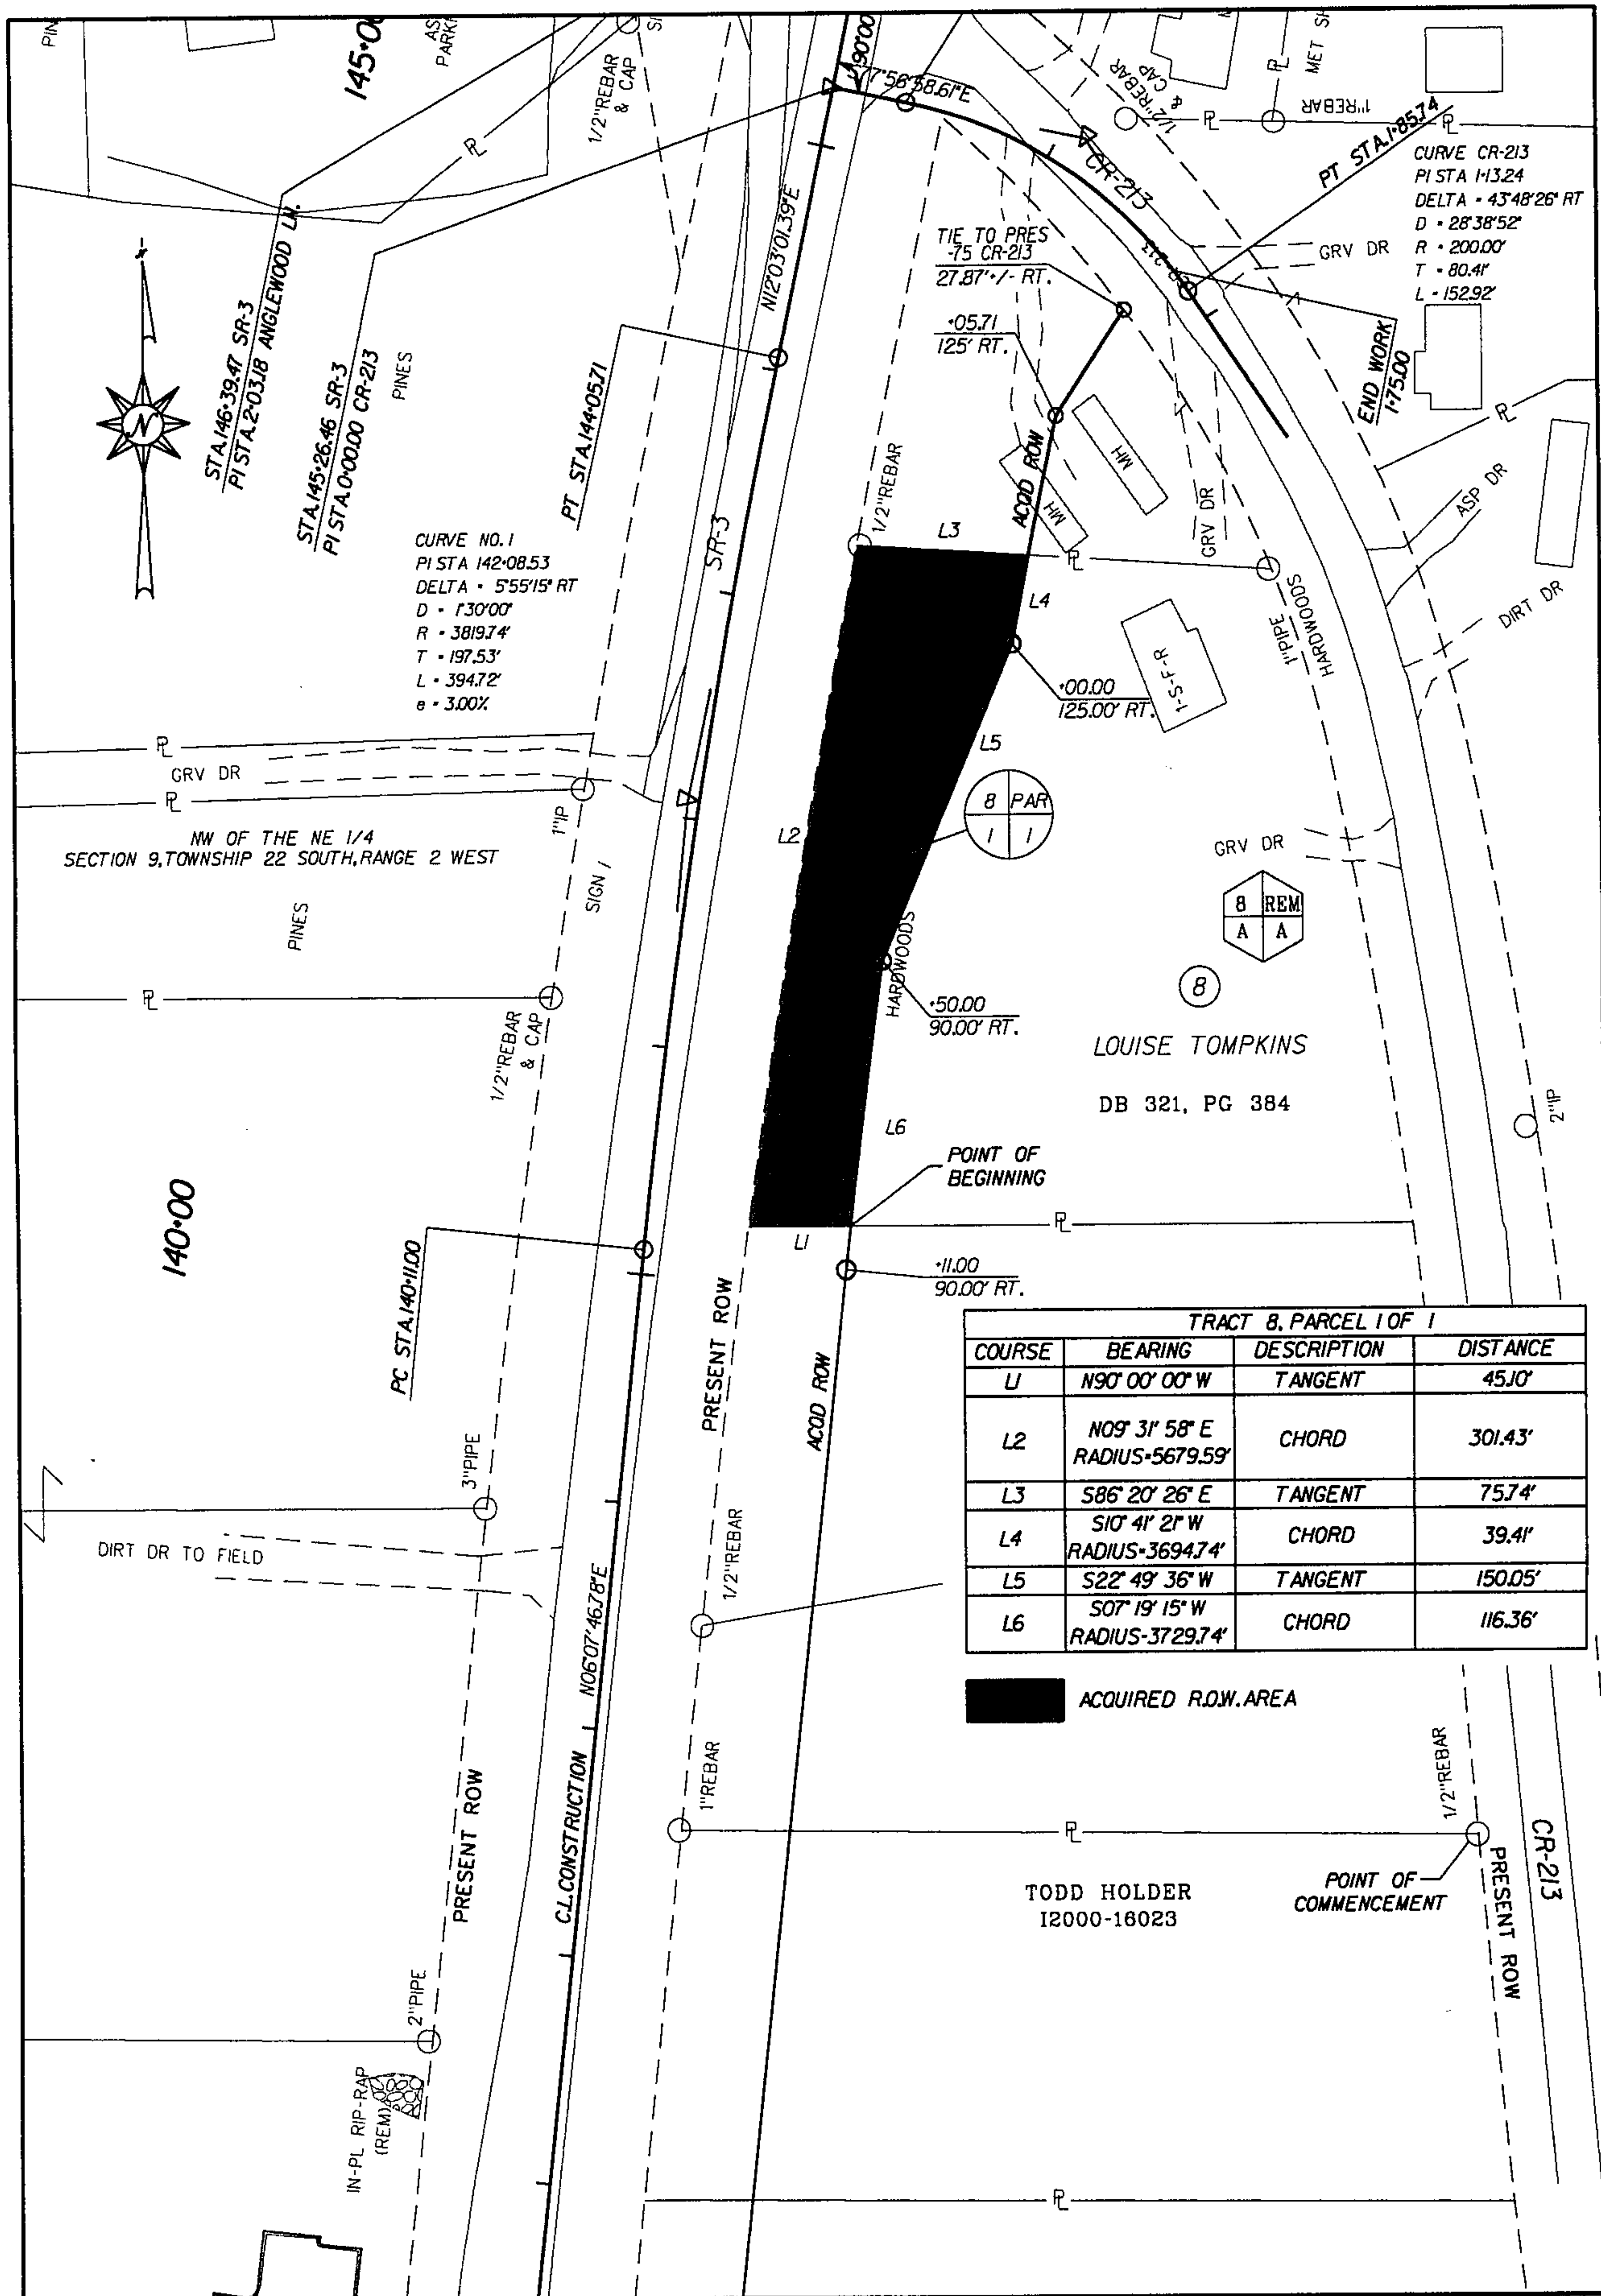 145+0
PARK
1/2"REBAR
& CAP
90°00
7°56'58.61"E
N12°03'01.39"E
1/2"REBAR
& CAP
MET
1"REBAR
PT STA.1+85.74
CURVE CR-213
PI STA 1+13.24
DELTA = 43°48'26" RT
D = 28°38'52"
R = 200.00'
T = 80.41'
L = 152.92'
CR-213
GRV DR
TIE TO PRES
-75 CR-213
27.87'+/- RT.
+05.71
125' RT.
END WORK
1+75.00
STA.146+39.47 SR-3
PI STA.2+03.18 ANGLEWOOD LN.
STA.145+26.46 SR-3
PI STA.0+00.00 CR-213
PINES
N
PT STA.144+05.71
CURVE NO. 1
PI STA 142+08.53
DELTA = 5°55'15" RT
D = 1°30'00"
R = 3819.74'
T = 197.53'
L = 394.72'
e = 3.00%
SR-3
1/2"REBAR
ACQD ROW
MH
MH
GRV DR
ASP DR
DIRT DR
L3
PL
L4
1"PIPE
HARDWOODS
1-S-F-R
+00.00
125.00' RT.
L5
PL
GRV DR
PL
1"IP
NW OF THE NE 1/4
SECTION 9, TOWNSHIP 22 SOUTH, RANGE 2 WEST
SIGN
L2
8 PAR
1 1
GRV DR
8 REM
A A
PINES
HARDWOODS
PL
1/2"REBAR
& CAP
+50.00
90.00' RT.
8
LOUISE TOMPKINS
DB 321, PG 384
L6
2"IP
POINT OF
BEGINNING
140+00
PC STA.140+11.00
L1
PL
+11.00
90.00' RT.
PRESENT ROW
ACQD ROW
TRACT 8, PARCEL 1 OF 1
COURSE BEARING DESCRIPTION DISTANCE
L1 N90° 00' 00" W TANGENT 45.10'
L2 N09° 31' 58" E RADIUS=5679.59' CHORD 301.43'
L3 S86° 20' 26" E TANGENT 75.74'
L4 S10° 41' 21" W RADIUS=3694.74' CHORD 39.41'
L5 S22° 49' 36" W TANGENT 150.05'
L6 S07° 19' 15" W RADIUS=3729.74' CHORD 116.36'
ACQUIRED R.O.W. AREA
3"PIPE
DIRT DR TO FIELD
1/2"REBAR
N06°07'46.78"E
C.L. CONSTRUCTION
PRESENT ROW
1"REBAR
PL
1/2"REBAR
CR-213
TODD HOLDER
I2000-16023
POINT OF
COMMENCEMENT
PRESENT ROW
2"PIPE
IN-PL RIP-RAP
(REM)
PL